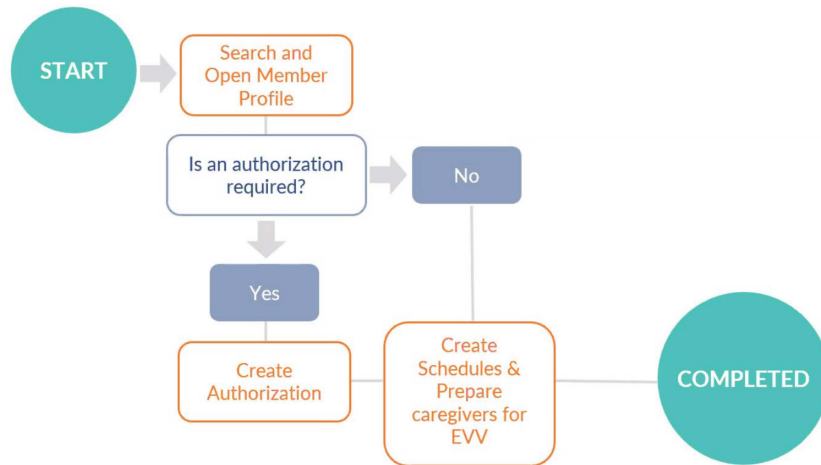 START
Search and
Open Member
Profile
Is an authorization
required?
No
Yes
Create
Authorization
Create
Schedules &
Prepare
caregivers for
EVV
COMPLETED